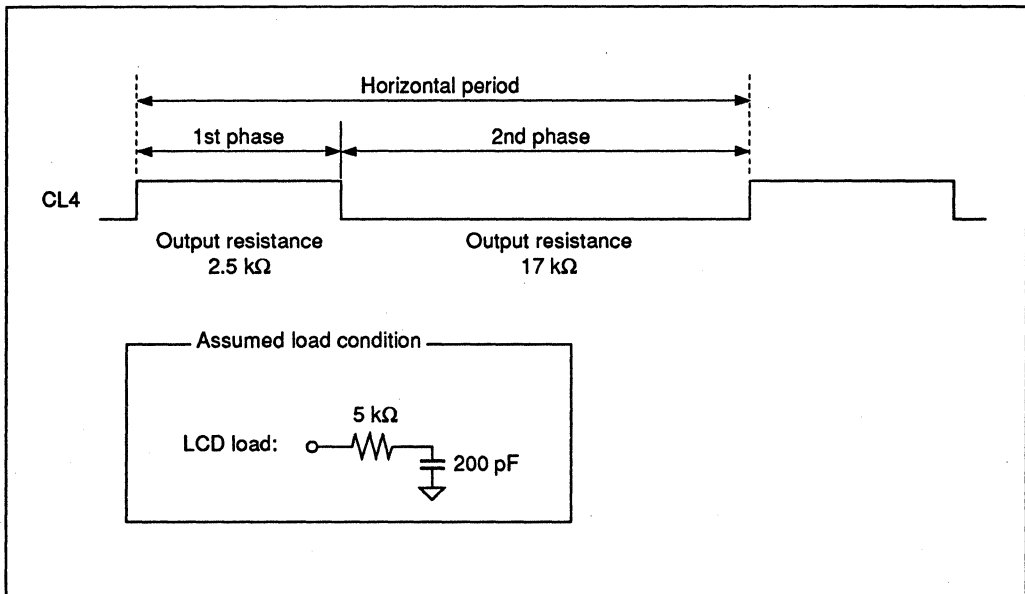 Horizontal period
1st phase
2nd phase
CL4
Output resistance
2.5 kΩ
Output resistance
17 kΩ
Assumed load condition
5 kΩ
LCD load:
200 pF